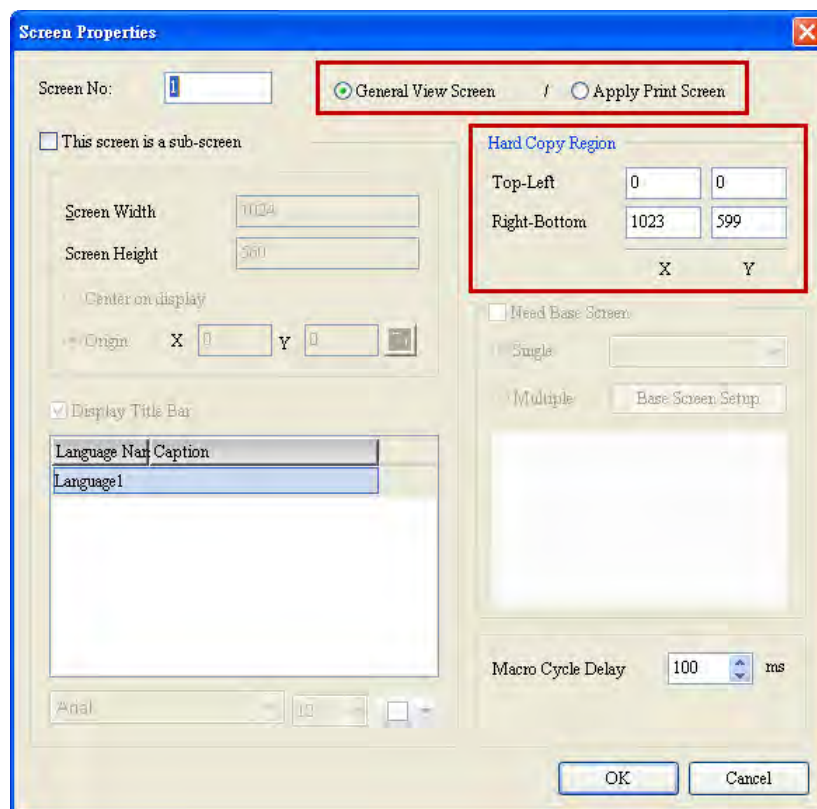 Screen Properties
Screen No: 1 General View Screen / Apply Print Screen
This screen is a sub-screen
Screen Width 1024
Screen Height 560
Center on display
Origin X 0 Y 0
Display Title Bar
Language Nar Caption
Language1
Arial 12
Hard Copy Region
Top-Left 0 0
Right-Bottom 1023 599
X Y
Need Base Screen
Single
Multiple Base Screen Setup
Macro Cycle Delay 100 ms
OK Cancel